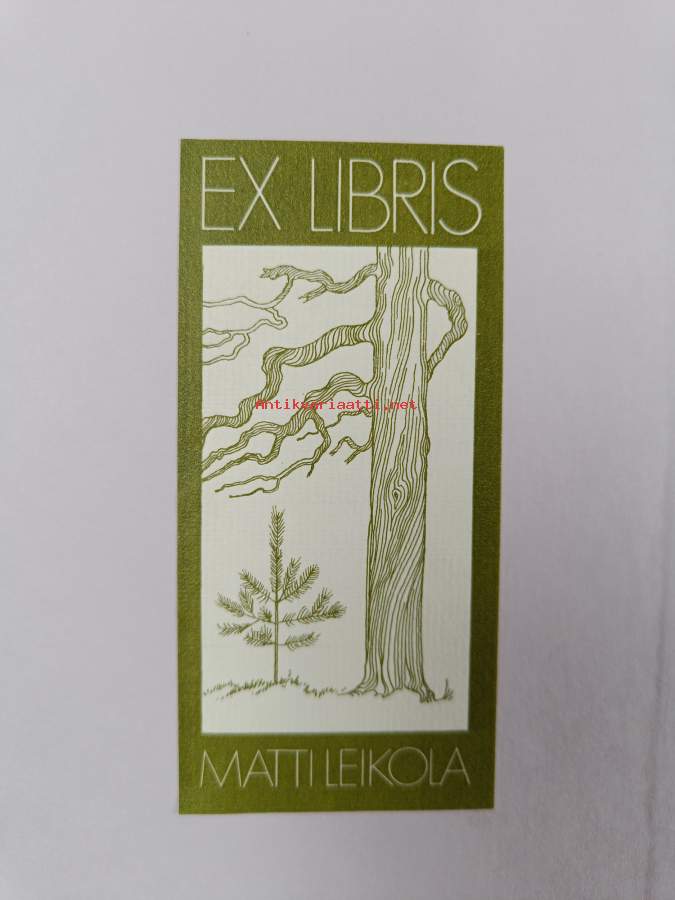 EX LIBRIS
Antikvariaatti.net
MATTI LEIKOLA